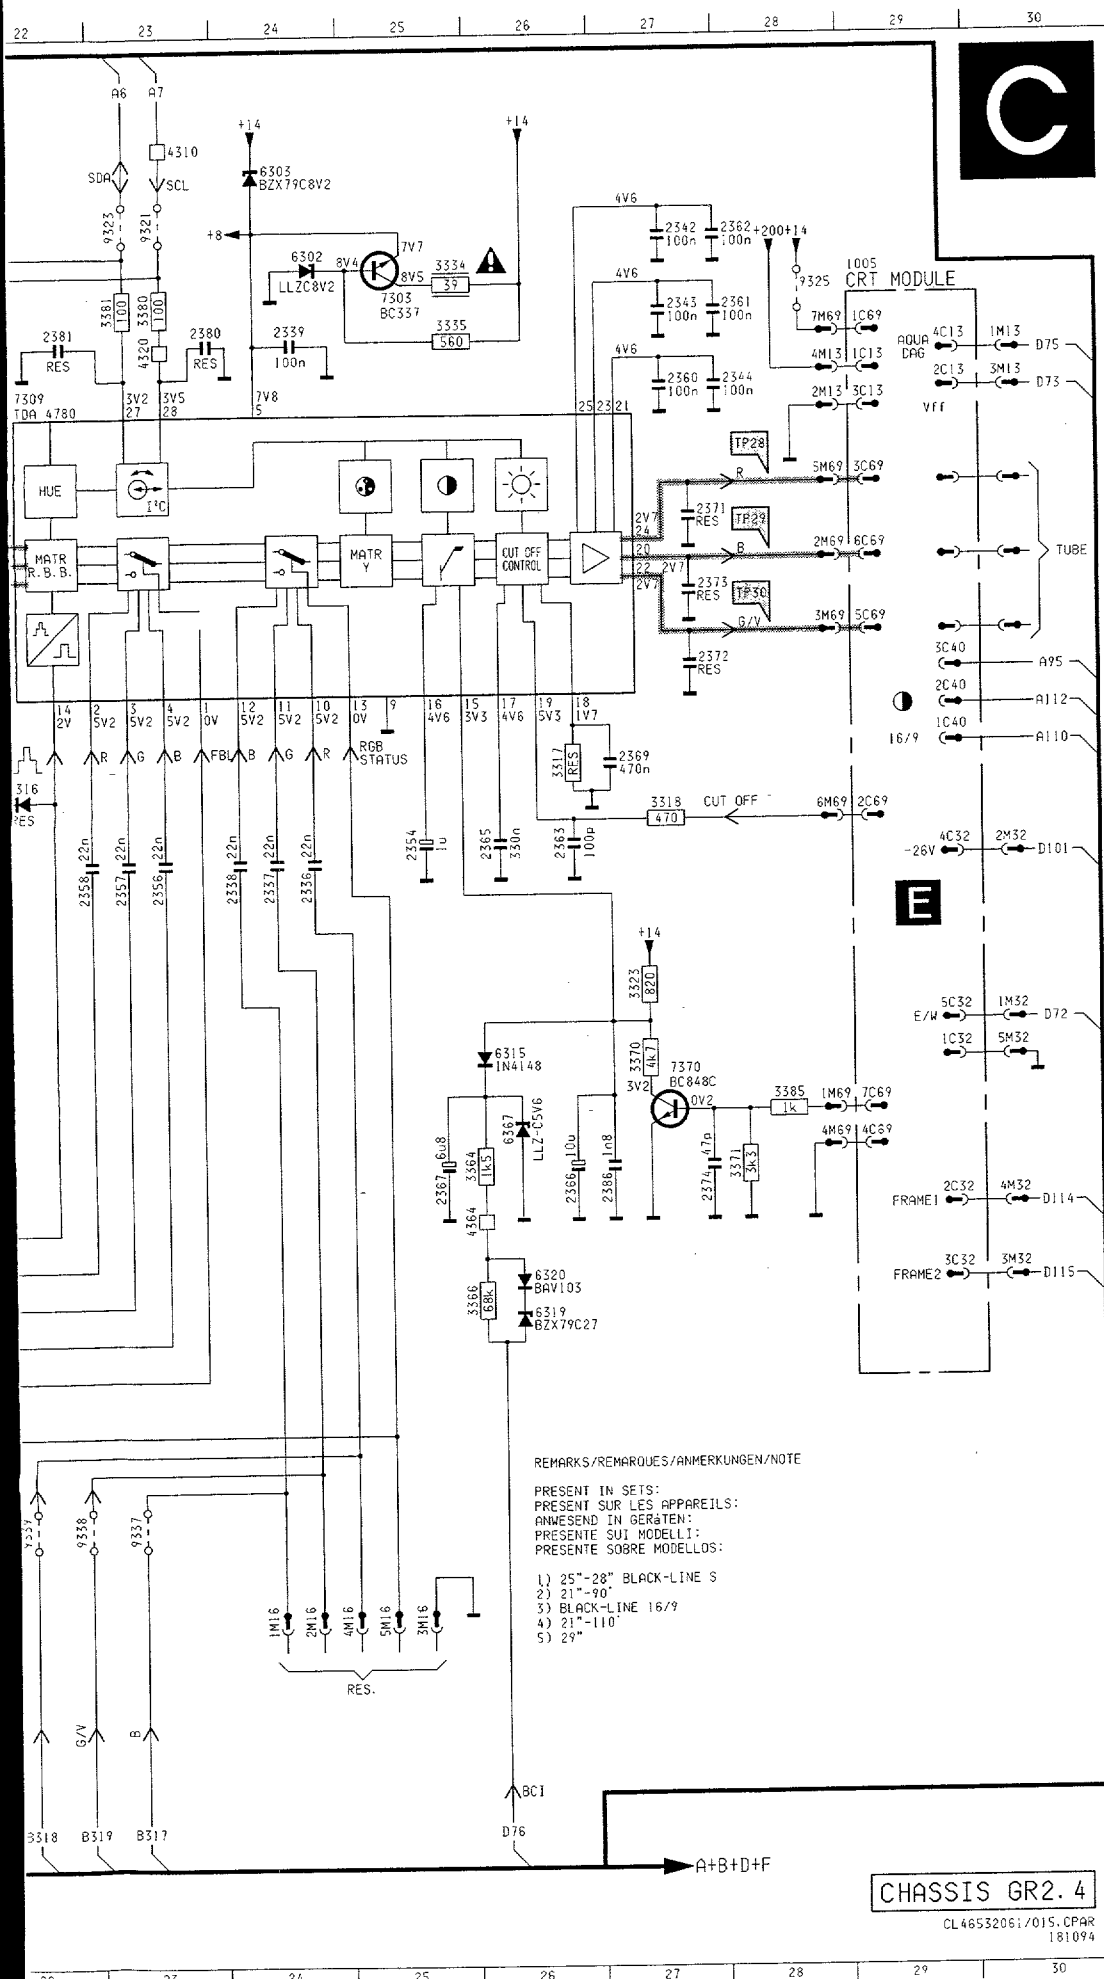 22 23 24 25 26 27 28 29 30
C
A6 A7
+14 +14
4310
6303
BZX79C8V2
SDA SCL
4V6
9323 9321
2342
100n
2362
100n
+200 +14
+8
7V7
6302
LLZC8V2
8V4
8V5
3334
39
7303
BC337
4V6
9325
1005
CRT MODULE
3381
100
3380
100
2343
100n
2361
100n
7M69 1C69
3335
560
2381
RES
4320
2380
RES
2339
100n
4V6
AQUA
DAG
4C13 1M13 D75
4M13 1C13
2360
100n
2344
100n
2C13 3M13 D73
7309
TDA 4780
3V2
27
3V5
28
7V8
5
2M13 3C13
Vff
25 23 21
TP28
R
5M69 3C69
HUE
I²C
2V7
24
2371
RES
TP29
MATR
R.B.B.
MATR
Y
CUT OFF
CONTROL
20
B
2M69 6C69
TUBE
22
2V7
2V7
2373
RES
TP30
G/V
3M69 5C69
2372
RES
3C40 A95
2C40 A112
14
2V
2
5V2
3
5V2
4
5V2
1
0V
12
5V2
11
5V2
10
5V2
13
0V
9
16
4V6
15
3V3
17
4V6
19
5V3
18
1V7
1C40
16/9
A110
R G B FBL B G R
RGB
STATUS
3317
RES
2369
470n
316
RES
3318
470
CUT OFF
6M69 2C69
2358 22n
2357 22n
2356 22n
2338 22n
2337 22n
2336 22n
2354 1u
2365 330n
2363 100p
-26V 4C32 2M32 D101
E
+14
3323
820
E/W 5C32 1M32 D72
1C32 5M32
6315
1N4148
3370
4k7
7370
BC848C
3V2
0V2
3385
1k
1M69 7C69
4M69 4C69
2367 6u8
3364
1k5
6367
LLZ-C5V6
2366 10u
2386 1n8
2374 47p
3371
3k3
4364
FRAME1 2C32 4M32 D114
3366
68k
6320
BAV103
6319
BZX79C27
FRAME2 3C32 3M32 D115
REMARKS/REMARQUES/ANMERKUNGEN/NOTE
PRESENT IN SETS:
PRESENT SUR LES APPAREILS:
ANWESEND IN GERáTEN:
PRESENTE SUI MODELLI:
PRESENTE SOBRE MODELLOS:
1) 25"-28" BLACK-LINE S
2) 21"-90°
3) BLACK-LINE 16/9
4) 21"-110°
5) 29"
9339 9338 9337
1M16 2M16 4M16 5M16 3M16
RES.
G/V B
BCI
B318 B319 B317
D76
A+B+D+F
CHASSIS GR2.4
CL46532061/015.CPAR
181094
23 24 25 26 27 28 29 30